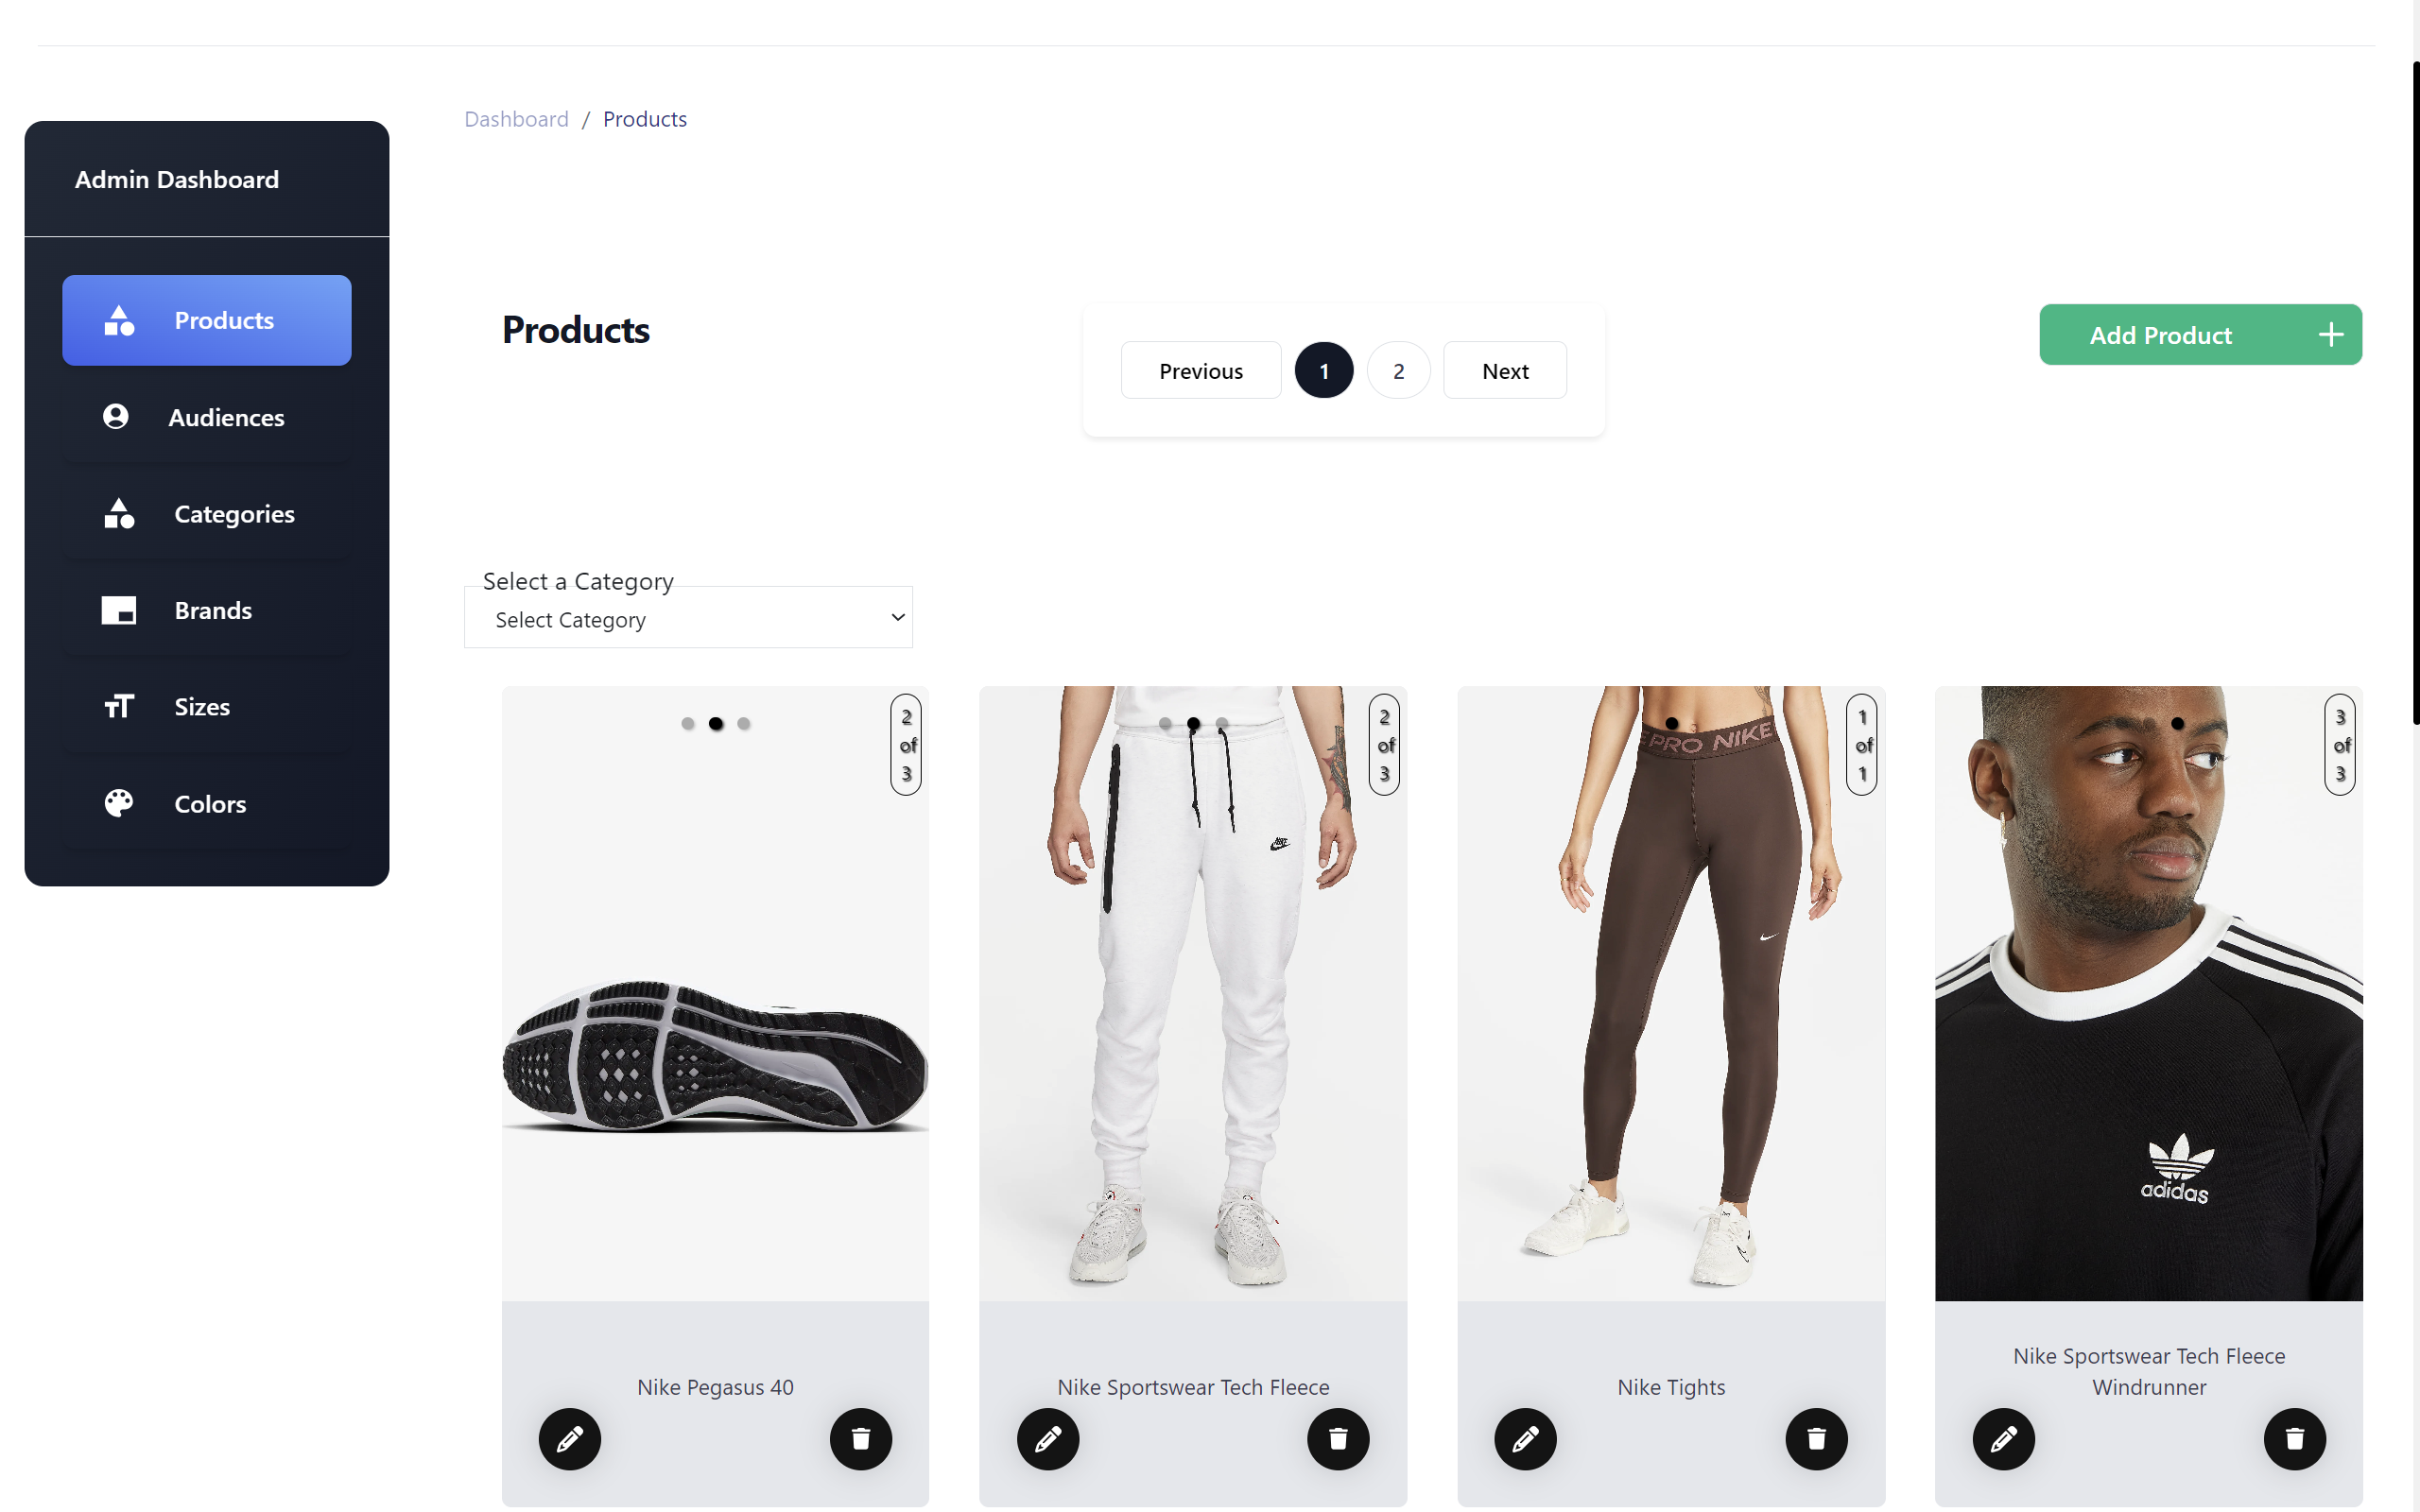 Dashboard / Products
Admin Dashboard
Products
Audiences
Categories
Brands
Sizes
Colors
Products
Previous 1 2 Next
Add Product
Select a Category
Select Category
2
of
3
2
of
3
PRO NIKE
1
of
1
3
of
3
adidas
Nike Pegasus 40
Nike Sportswear Tech Fleece
Nike Tights
Nike Sportswear Tech Fleece
Windrunner